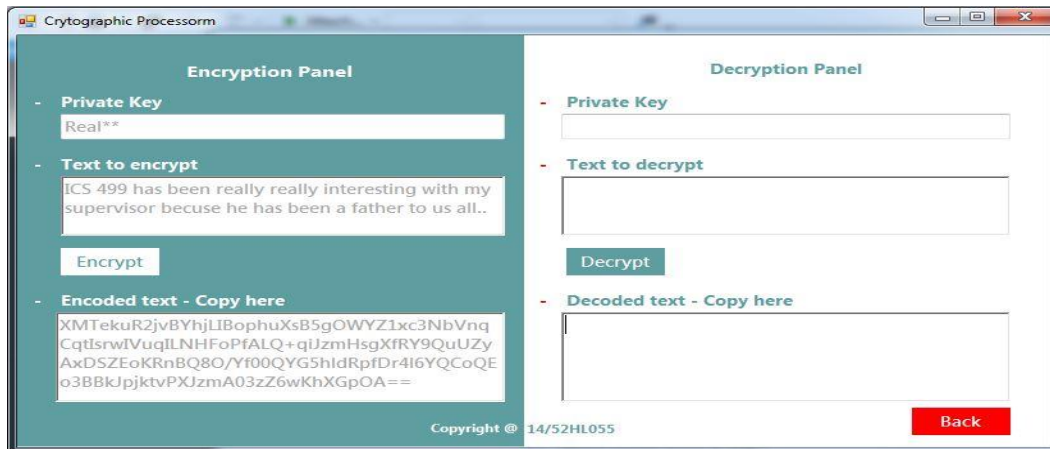 Crytographic Processorm
Encryption Panel
- Private Key
Real**
- Text to encrypt
ICS 499 has been really really interesting with my
supervisor becuse he has been a father to us all..
Encrypt
- Encoded text - Copy here
XMTekuR2jvBYhjLIBophuXsB5gOWYZ1xc3NbVnq
CqtIsrwIVuqILNHFoPfALQ+qiJzmHsgXfRY9QuUZy
AxDSZEoKRnBQ8O/Yf00QYG5hIdRpfDr4I6YQCoQE
o3BBkJpjktvPXJzmA03zZ6wKhXGpOA==
Decryption Panel
- Private Key
- Text to decrypt
Decrypt
- Decoded text - Copy here
Back
Copyright @ 14/52HL055